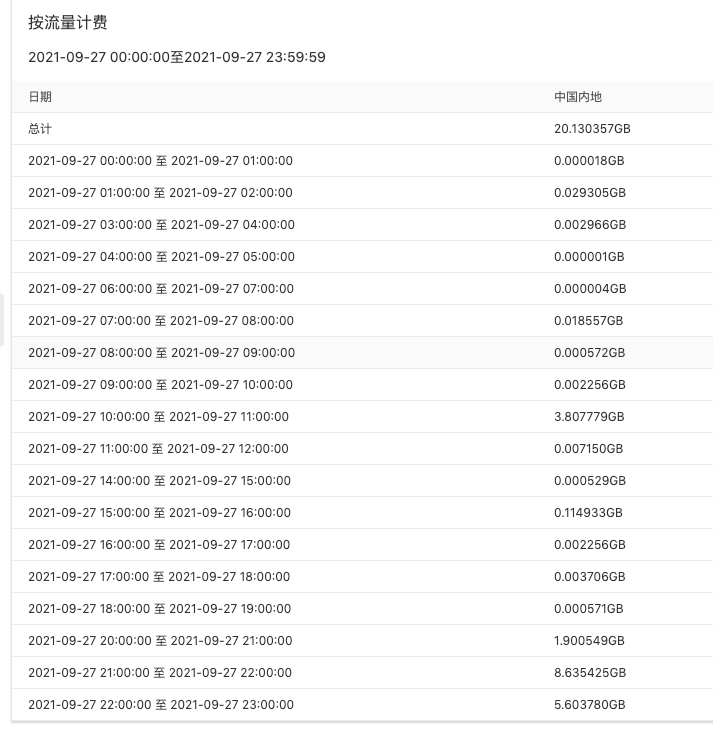 按流量计费
2021-09-27 00:00:00至2021-09-27 23:59:59
日期 中国内地
总计 20.130357GB
2021-09-27 00:00:00 至 2021-09-27 01:00:00 0.000018GB
2021-09-27 01:00:00 至 2021-09-27 02:00:00 0.029305GB
2021-09-27 03:00:00 至 2021-09-27 04:00:00 0.002966GB
2021-09-27 04:00:00 至 2021-09-27 05:00:00 0.000001GB
2021-09-27 06:00:00 至 2021-09-27 07:00:00 0.000004GB
2021-09-27 07:00:00 至 2021-09-27 08:00:00 0.018557GB
2021-09-27 08:00:00 至 2021-09-27 09:00:00 0.000572GB
2021-09-27 09:00:00 至 2021-09-27 10:00:00 0.002256GB
2021-09-27 10:00:00 至 2021-09-27 11:00:00 3.807779GB
2021-09-27 11:00:00 至 2021-09-27 12:00:00 0.007150GB
2021-09-27 14:00:00 至 2021-09-27 15:00:00 0.000529GB
2021-09-27 15:00:00 至 2021-09-27 16:00:00 0.114933GB
2021-09-27 16:00:00 至 2021-09-27 17:00:00 0.002256GB
2021-09-27 17:00:00 至 2021-09-27 18:00:00 0.003706GB
2021-09-27 18:00:00 至 2021-09-27 19:00:00 0.000571GB
2021-09-27 20:00:00 至 2021-09-27 21:00:00 1.900549GB
2021-09-27 21:00:00 至 2021-09-27 22:00:00 8.635425GB
2021-09-27 22:00:00 至 2021-09-27 23:00:00 5.603780GB